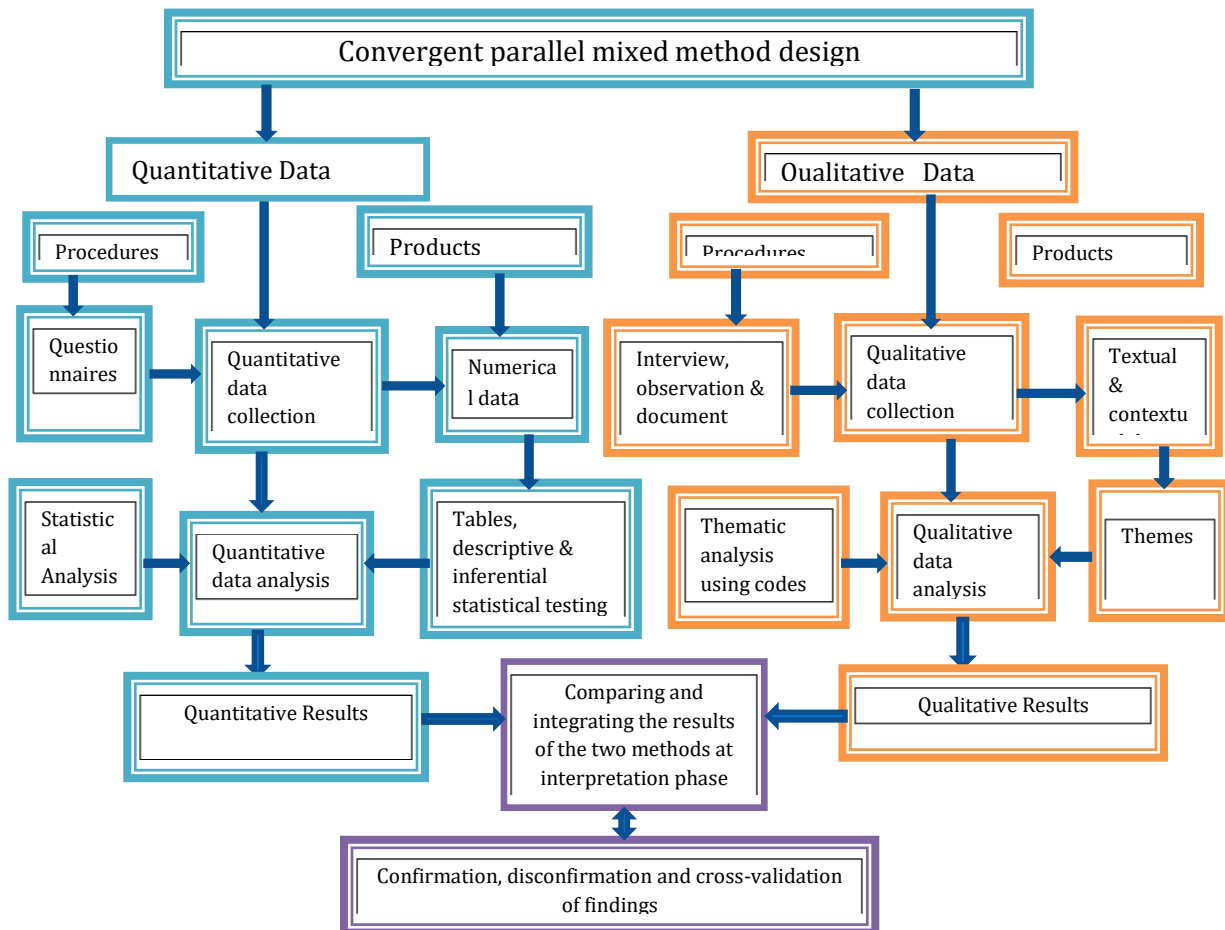 Convergent parallel mixed method design
Quantitative Data
Oualitative Data
Procedures
Products
Procedures
Products
Questio
nnaires
Quantitative
data
collection
Numerica
l data
Interview,
observation &
document
Qualitative
data
collection
Textual
&
contextu
Statistic
al
Analysis
Quantitative
data analysis
Tables,
descriptive &
inferential
statistical testing
Thematic
analysis
using codes
Qualitative
data
analysis
Themes
Quantitative Results
Comparing and
integrating the results
of the two methods at
interpretation phase
Qualitative Results
Confirmation, disconfirmation and cross-validation
of findings